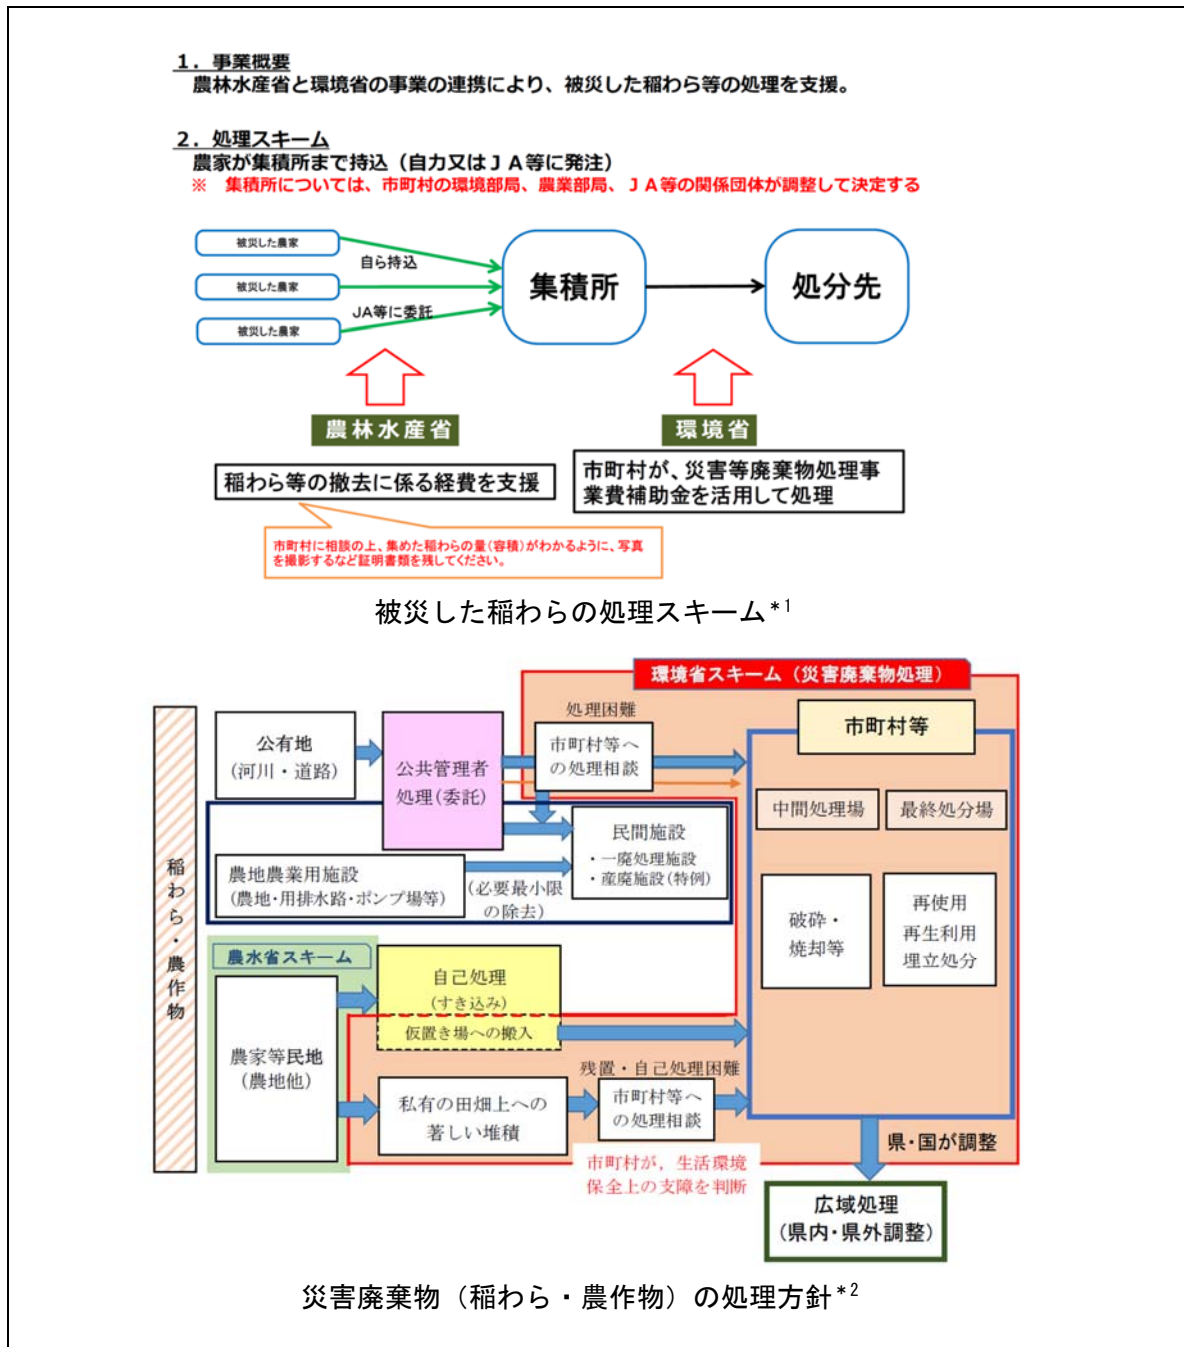 1．事業概要
農林水産省と環境省の事業の連携により、被災した稲わら等の処理を支援。
2．処理スキーム
農家が集積所まで持込（自力又はＪＡ等に発注）
※　集積所については、市町村の環境部局、農業部局、ＪＡ等の関係団体が調整して決定する
被災した農家
被災した農家
被災した農家
自ら持込
JA等に委託
集積所
処分先
農林水産省
環境省
稲わら等の撤去に係る経費を支援
市町村が、災害等廃棄物処理事
業費補助金を活用して処理
市町村に相談の上、集めた稲わらの量（容積）がわかるように、写真
を撮影するなど証明書類を残してください。
被災した稲わらの処理スキーム*1
環境省スキーム（災害廃棄物処理）
稲わら・農作物
公有地
(河川・道路)
公共管理者
処理(委託)
処理困難
市町村等へ
の処理相談
市町村等
中間処理場
最終処分場
民間施設
・一廃処理施設
・産廃施設(特例)
農地農業用施設
(農地・用排水路・ポンプ場等)
(必要最小限
の除去)
破砕・
焼却等
再使用
再生利用
埋立処分
農水省スキーム
自己処理
(すき込み)
仮置き場への搬入
農家等民地
(農地他)
残置・自己処理困難
私有の田畑上への
著しい堆積
市町村等へ
の処理相談
市町村が，生活環境
保全上の支障を判断
県・国が調整
広域処理
(県内・県外調整)
災害廃棄物（稲わら・農作物）の処理方針*2